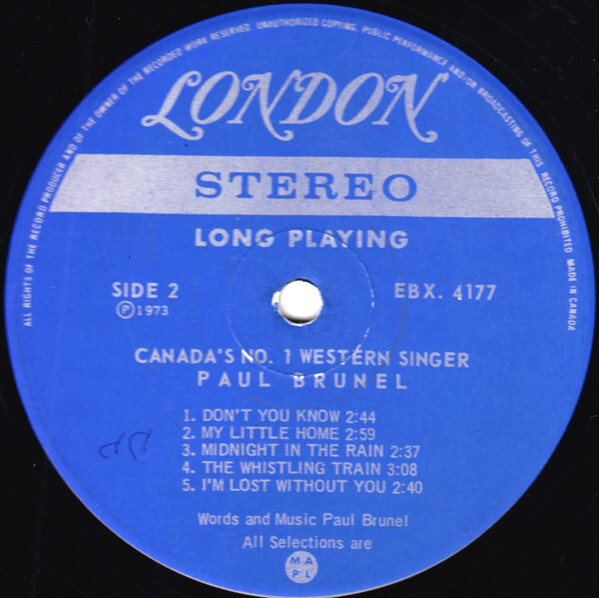 ALL RIGHTS OF THE RECORD PRODUCER AND OF THE OWNER OF THE RECORDED WORK RESERVED. UNAUTHORIZED COPYING, PUBLIC PERFORMANCE AND/OR BROADCASTING OF THIS RECORD PROHIBITED MADE IN CANADA.
LONDON
STEREO
LONG PLAYING
SIDE 2 EBX. 4177
Ⓟ1973
CANADA'S NO. 1 WESTERN SINGER
PAUL BRUNEL
1. DON'T YOU KNOW 2:44
2. MY LITTLE HOME 2:59
3. MIDNIGHT IN THE RAIN 2:37
4. THE WHISTLING TRAIN 3:08
5. I'M LOST WITHOUT YOU 2:40
Words and Music Paul Brunel
All Selections are
M A
P L